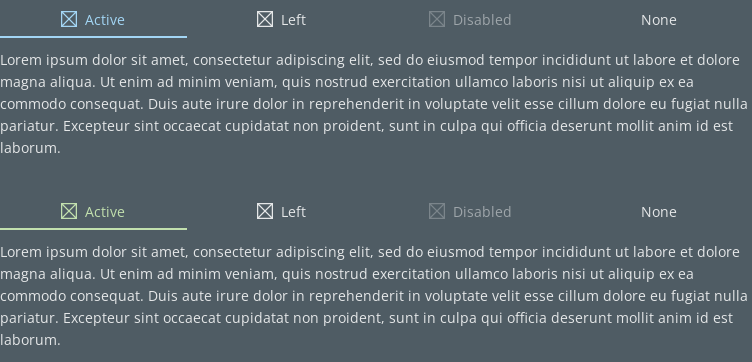 Active Left Disabled None
Lorem ipsum dolor sit amet, consectetur adipiscing elit, sed do eiusmod tempor incididunt ut labore et dolore
magna aliqua. Ut enim ad minim veniam, quis nostrud exercitation ullamco laboris nisi ut aliquip ex ea
commodo consequat. Duis aute irure dolor in reprehenderit in voluptate velit esse cillum dolore eu fugiat nulla
pariatur. Excepteur sint occaecat cupidatat non proident, sunt in culpa qui officia deserunt mollit anim id est
laborum.
Active Left Disabled None
Lorem ipsum dolor sit amet, consectetur adipiscing elit, sed do eiusmod tempor incididunt ut labore et dolore
magna aliqua. Ut enim ad minim veniam, quis nostrud exercitation ullamco laboris nisi ut aliquip ex ea
commodo consequat. Duis aute irure dolor in reprehenderit in voluptate velit esse cillum dolore eu fugiat nulla
pariatur. Excepteur sint occaecat cupidatat non proident, sunt in culpa qui officia deserunt mollit anim id est
laborum.